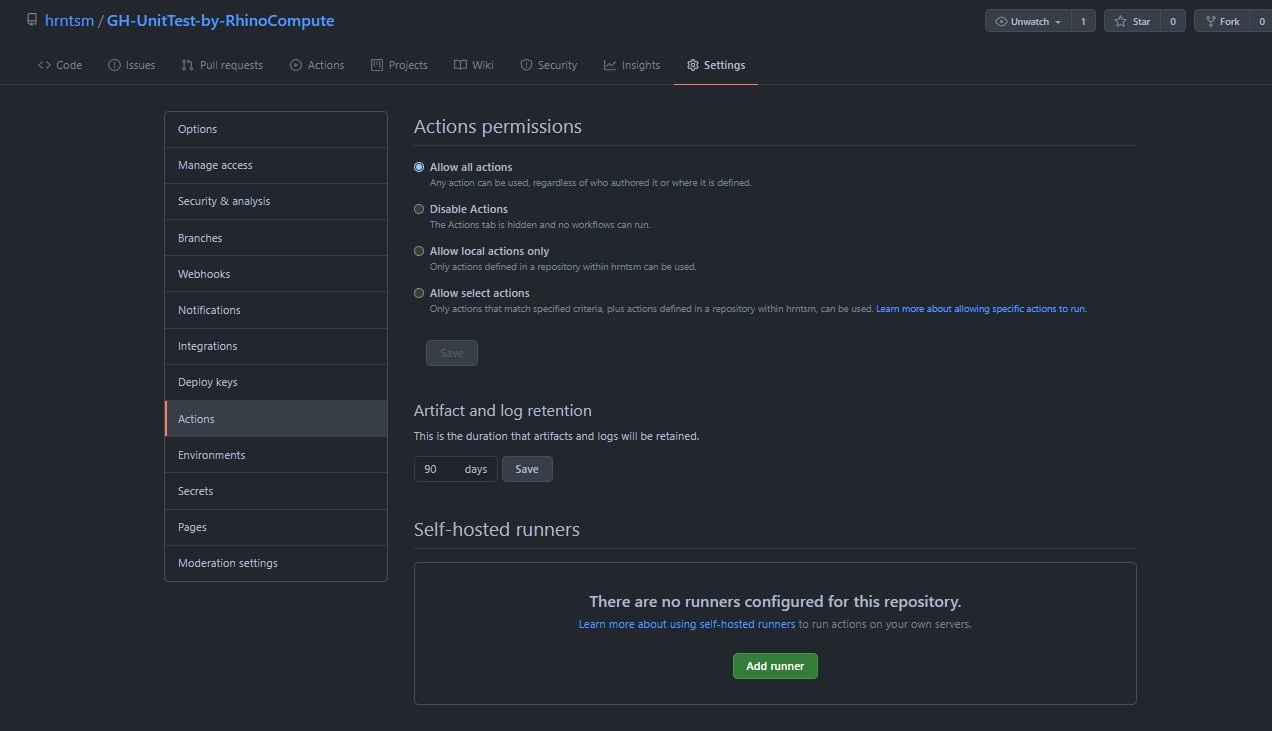 hrntsm / GH-UnitTest-by-RhinoCompute
Unwatch 1 Star 0 Fork 0
Code Issues Pull requests Actions Projects Wiki Security Insights Settings
Options
Manage access
Security & analysis
Branches
Webhooks
Notifications
Integrations
Deploy keys
Actions
Environments
Secrets
Pages
Moderation settings
Actions permissions
Allow all actions
Any action can be used, regardless of who authored it or where it is defined.
Disable Actions
The Actions tab is hidden and no workflows can run.
Allow local actions only
Only actions defined in a repository within hrntsm can be used.
Allow select actions
Only actions that match specified criteria, plus actions defined in a repository within hrntsm, can be used. Learn more about allowing specific actions to run.
Save
Artifact and log retention
This is the duration that artifacts and logs will be retained.
90 days Save
Self-hosted runners
There are no runners configured for this repository.
Learn more about using self-hosted runners to run actions on your own servers.
Add runner